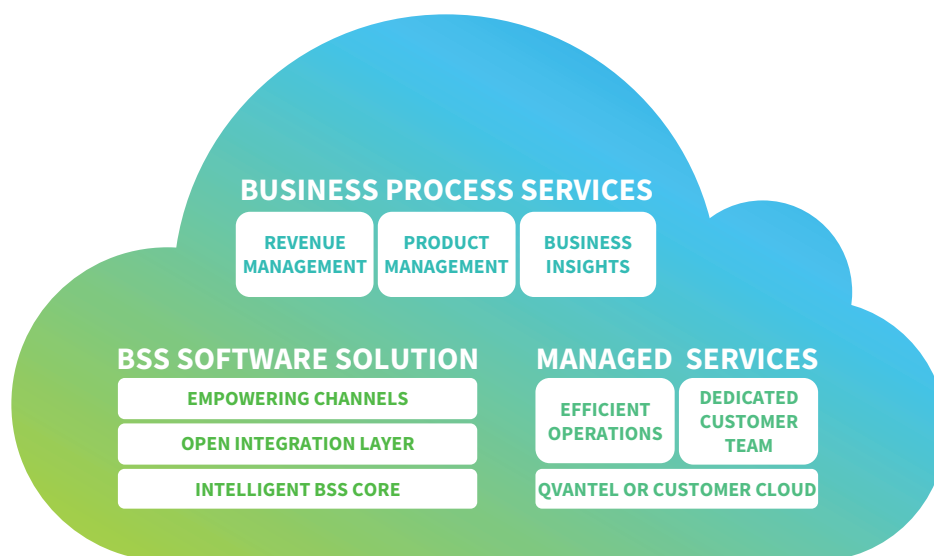 BUSINESS PROCESS SERVICES
REVENUE
MANAGEMENT
PRODUCT
MANAGEMENT
BUSINESS
INSIGHTS
BSS SOFTWARE SOLUTION
EMPOWERING CHANNELS
OPEN INTEGRATION LAYER
INTELLIGENT BSS CORE
MANAGED SERVICES
EFFICIENT
OPERATIONS
DEDICATED
CUSTOMER
TEAM
QVANTEL OR CUSTOMER CLOUD